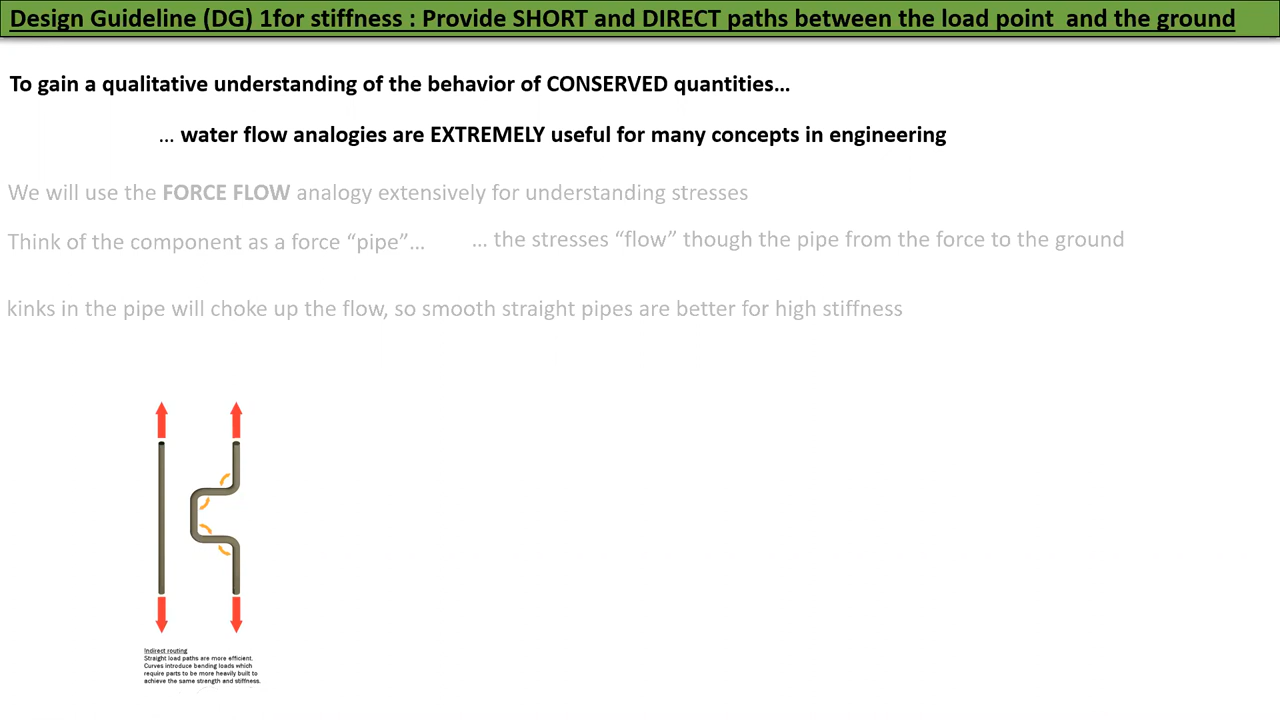 Design Guideline (DG) 1for stiffness : Provide SHORT and DIRECT paths between the load point and the ground
To gain a qualitative understanding of the behavior of CONSERVED quantities…
… water flow analogies are EXTREMELY useful for many concepts in engineering
We will use the FORCE FLOW analogy extensively for understanding stresses
Think of the component as a force “pipe”…
… the stresses “flow” though the pipe from the force to the ground
kinks in the pipe will choke up the flow, so smooth straight pipes are better for high stiffness
Indirect routing
Straight load paths are more efficient.
Curves introduce bending loads which
require parts to be more heavily built to
achieve the same strength and stiffness.